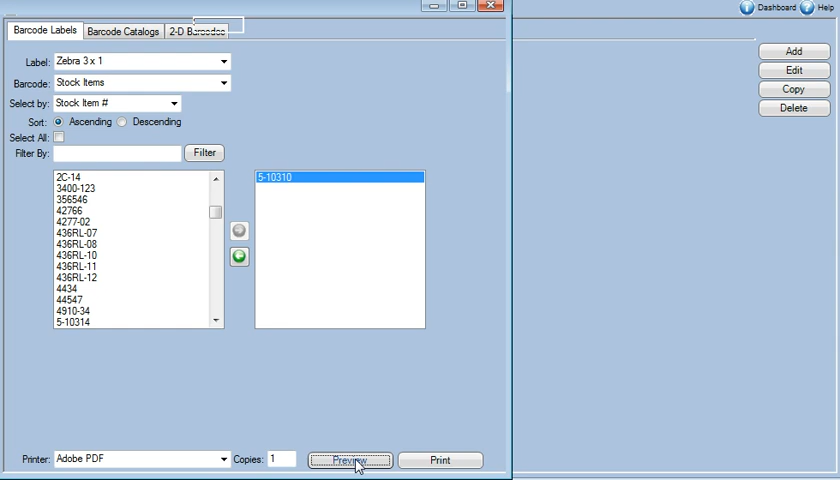 Dashboard Help
Barcode Labels Barcode Catalogs 2-D Barcodes
Label: Zebra 3 x 1
Barcode: Stock Items
Select by: Stock Item #
Sort: Ascending Descending
Select All:
Filter By: Filter
2C-14
3400-123
356546
42766
4277-02
436RL-07
436RL-08
436RL-10
436RL-11
436RL-12
4434
44547
4910-34
5-10314
5-10310
Printer: Adobe PDF Copies: 1 Preview Print
Add
Edit
Copy
Delete